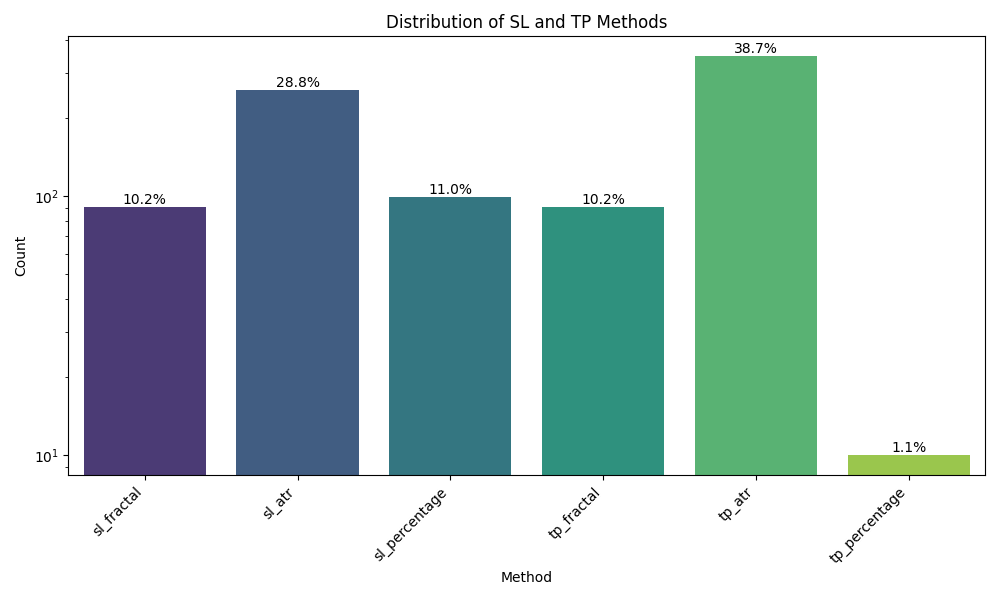 Distribution of SL and TP Methods
38.7%
28.8%
11.0%
10.2%
10.2%
1.1%
10²
10¹
Count
sl_fractal
sl_atr
sl_percentage
tp_fractal
tp_atr
tp_percentage
Method